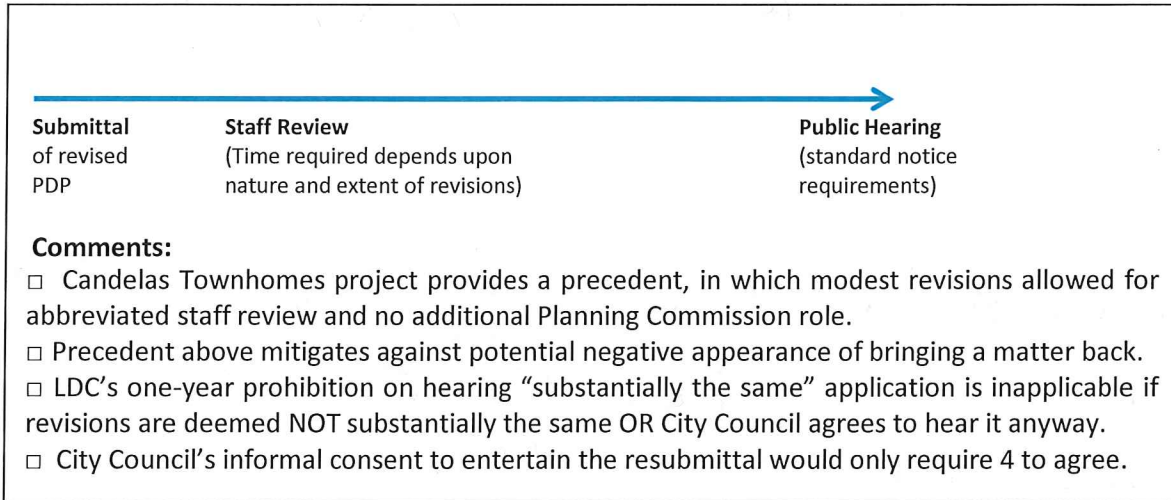 Submittal
of revised
PDP
Staff Review
(Time required depends upon
nature and extent of revisions)
Public Hearing
(standard notice
requirements)
Comments:
□ Candelas Townhomes project provides a precedent, in which modest revisions allowed for
abbreviated staff review and no additional Planning Commission role.
□ Precedent above mitigates against potential negative appearance of bringing a matter back.
□ LDC's one-year prohibition on hearing “substantially the same” application is inapplicable if
revisions are deemed NOT substantially the same OR City Council agrees to hear it anyway.
□ City Council's informal consent to entertain the resubmittal would only require 4 to agree.